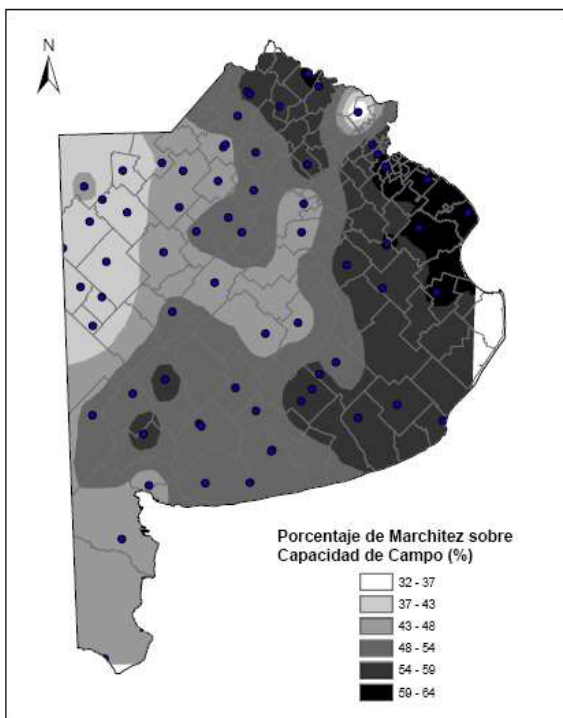 N
Porcentaje de Marchitez sobre
Capacidad de Campo (%)
32 - 37
37 - 43
43 - 48
48 - 54
54 - 59
59 - 64